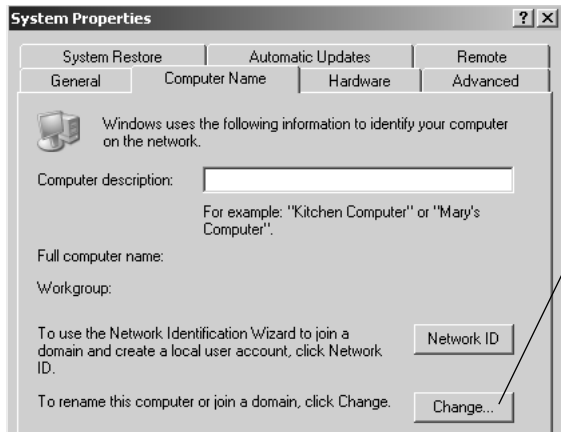 System Properties
System Restore Automatic Updates Remote
General Computer Name Hardware Advanced
Windows uses the following information to identify your computer
on the network.
Computer description:
For example: "Kitchen Computer" or "Mary's
Computer".
Full computer name:
Workgroup:
To use the Network Identification Wizard to join a
domain and create a local user account, click Network
ID.
Network ID
To rename this computer or join a domain, click Change.
Change...